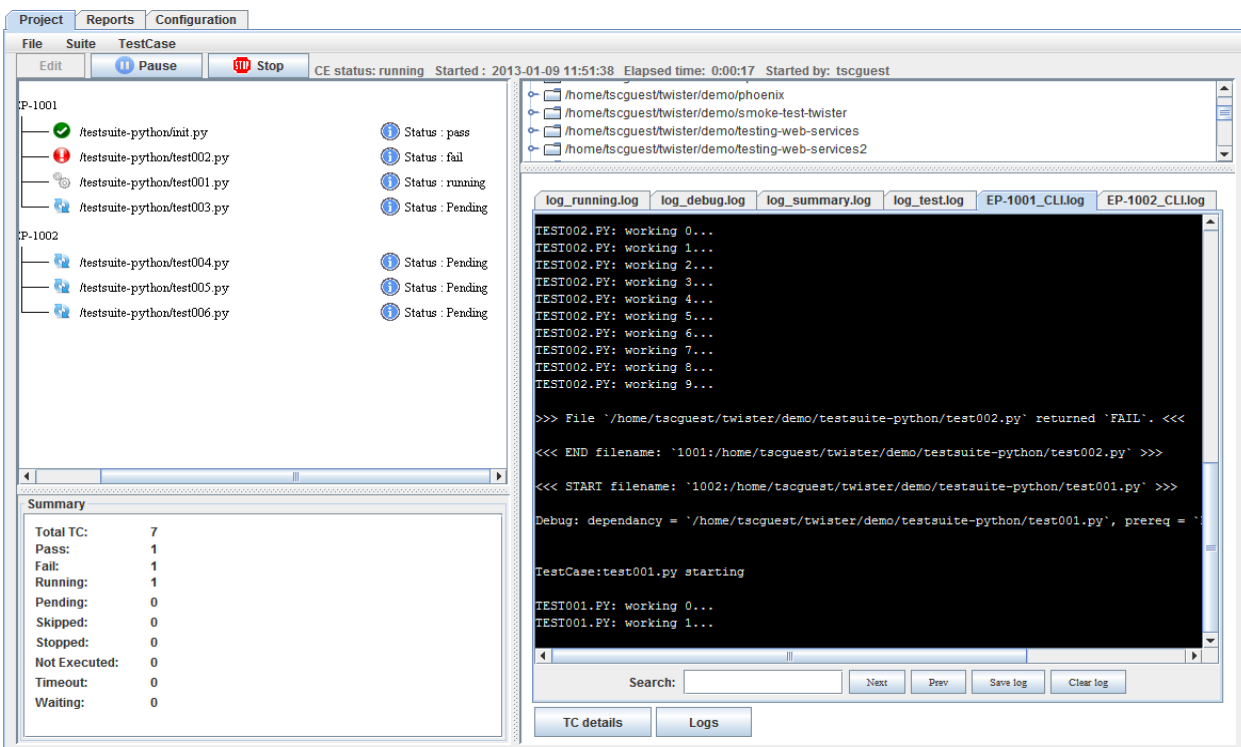 Project Reports Configuration
File Suite TestCase
Edit Pause STOP Stop CE status: running Started : 2013-01-09 11:51:38 Elapsed time: 0:00:17 Started by: tscguest
EP-1001
/testsuite-python/init.py Status : pass
/testsuite-python/test002.py Status : fail
/testsuite-python/test001.py Status : running
/testsuite-python/test003.py Status : Pending
EP-1002
/testsuite-python/test004.py Status : Pending
/testsuite-python/test005.py Status : Pending
/testsuite-python/test006.py Status : Pending
Summary
Total TC: 7
Pass: 1
Fail: 1
Running: 1
Pending: 0
Skipped: 0
Stopped: 0
Not Executed: 0
Timeout: 0
Waiting: 0
/home/tscguest/twister/demo/phoenix
/home/tscguest/twister/demo/smoke-test-twister
/home/tscguest/twister/demo/testing-web-services
/home/tscguest/twister/demo/testing-web-services2
log_running.log log_debug.log log_summary.log log_test.log EP-1001_CLI.log EP-1002_CLI.log
TEST002.PY: working 0...
TEST002.PY: working 1...
TEST002.PY: working 2...
TEST002.PY: working 3...
TEST002.PY: working 4...
TEST002.PY: working 5...
TEST002.PY: working 6...
TEST002.PY: working 7...
TEST002.PY: working 8...
TEST002.PY: working 9...
>>> File `/home/tscguest/twister/demo/testsuite-python/test002.py` returned `FAIL`. <<<
<<< END filename: `1001:/home/tscguest/twister/demo/testsuite-python/test002.py` >>>
<<< START filename: `1002:/home/tscguest/twister/demo/testsuite-python/test001.py` >>>
Debug: dependancy = `/home/tscguest/twister/demo/testsuite-python/test001.py`, prereq = `
TestCase:test001.py starting
TEST001.PY: working 0...
TEST001.PY: working 1...
Search: Next Prev Save log Clear log
TC details Logs